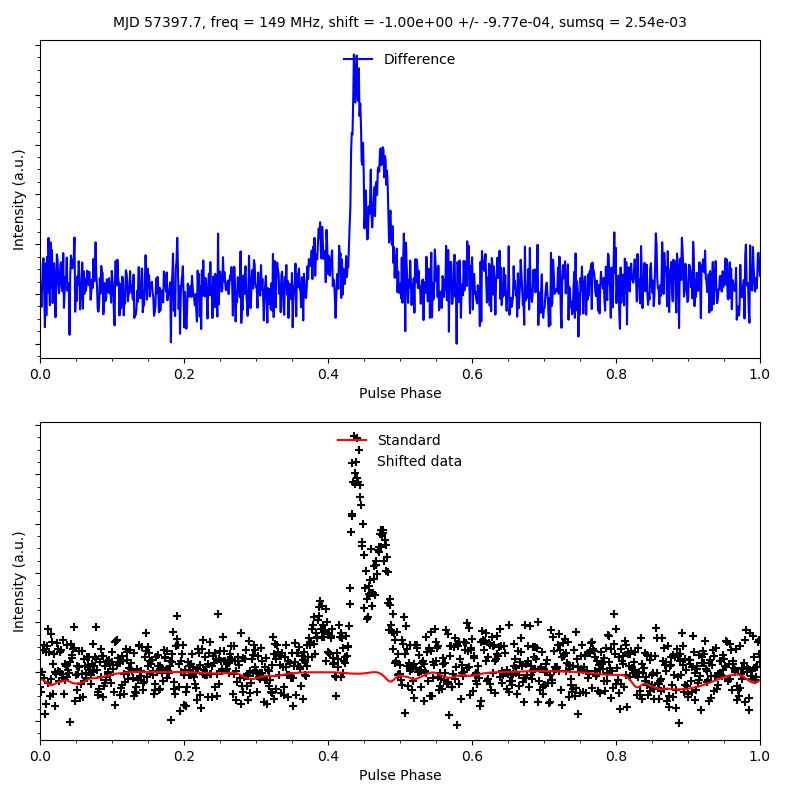 MJD 57397.7, freq = 149 MHz, shift = -1.00e+00 +/- -9.77e-04, sumsq = 2.54e-03
Difference
Intensity (a.u.)
0.0 0.2 0.4 0.6 0.8 1.0
Pulse Phase
Standard
Shifted data
Intensity (a.u.)
0.0 0.2 0.4 0.6 0.8 1.0
Pulse Phase